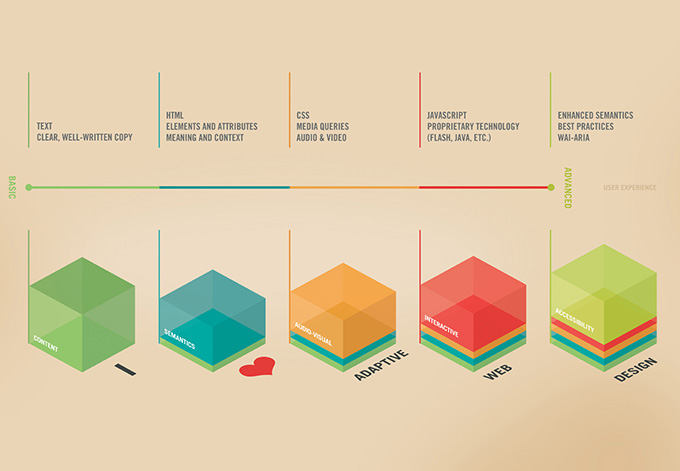 TEXT
CLEAR, WELL-WRITTEN COPY
HTML
ELEMENTS AND ATTRIBUTES
MEANING AND CONTEXT
CSS
MEDIA QUERIES
AUDIO & VIDEO
JAVASCRIPT
PROPRIETARY TECHNOLOGY
(FLASH, JAVA, ETC.)
ENHANCED SEMANTICS
BEST PRACTICES
WAI-ARIA
BASIC
ADVANCED
USER EXPERIENCE
CONTENT
SEMANTICS
AUDIO-VISUAL
INTERACTIVE
ACCESSIBILITY
I
ADAPTIVE
WEB
DESIGN